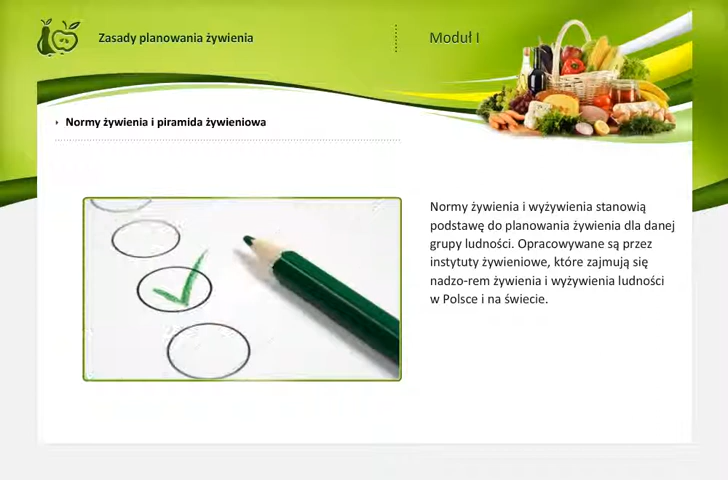 Zasady planowania żywienia
Moduł I
Normy żywienia i piramida żywieniowa
Normy żywienia i wyżywienia stanowią
podstawę do planowania żywienia dla danej
grupy ludności. Opracowywane są przez
instytuty żywieniowe, które zajmują się
nadzo-rem żywienia i wyżywienia ludności
w Polsce i na świecie.